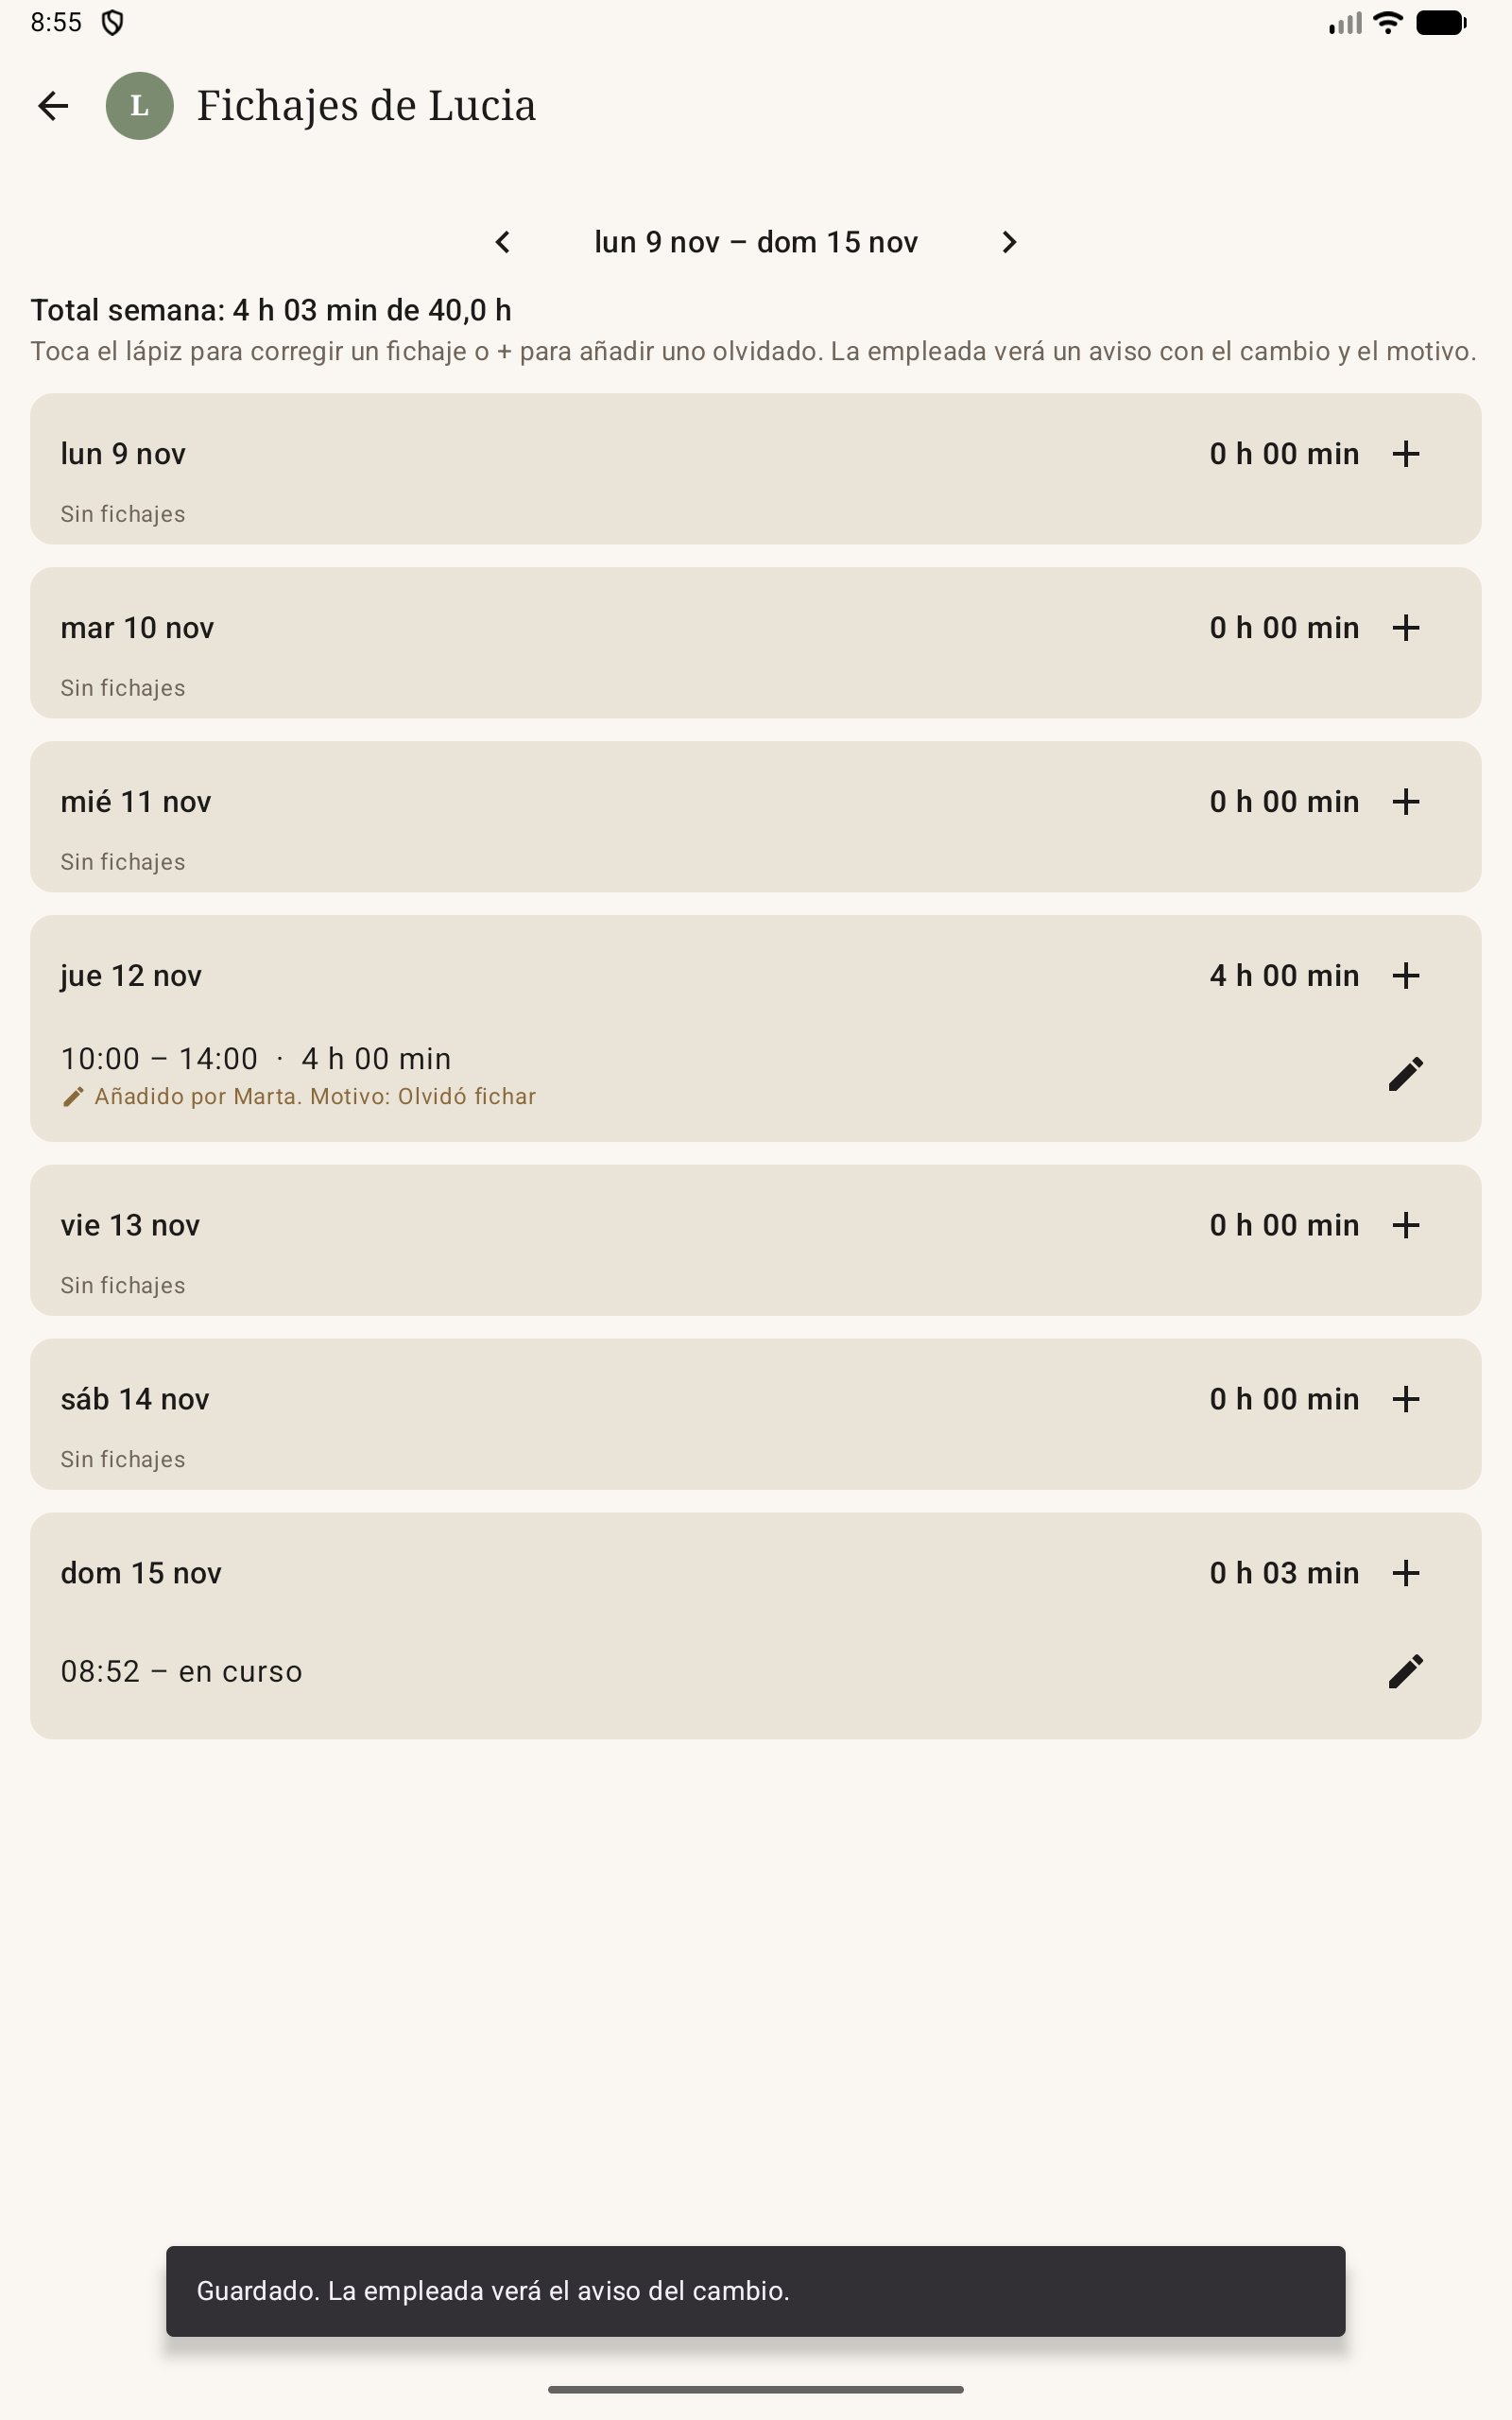 8:55
L
Fichajes de Lucia
lun 9 nov – dom 15 nov
Total semana: 4 h 03 min de 40,0 h
Toca el lápiz para corregir un fichaje o + para añadir uno olvidado. La empleada verá un aviso con el cambio y el motivo.
lun 9 nov 0 h 00 min +
Sin fichajes
mar 10 nov 0 h 00 min +
Sin fichajes
mié 11 nov 0 h 00 min +
Sin fichajes
jue 12 nov 4 h 00 min +
10:00 – 14:00 · 4 h 00 min
Añadido por Marta. Motivo: Olvidó fichar
vie 13 nov 0 h 00 min +
Sin fichajes
sáb 14 nov 0 h 00 min +
Sin fichajes
dom 15 nov 0 h 03 min +
08:52 – en curso
Guardado. La empleada verá el aviso del cambio.